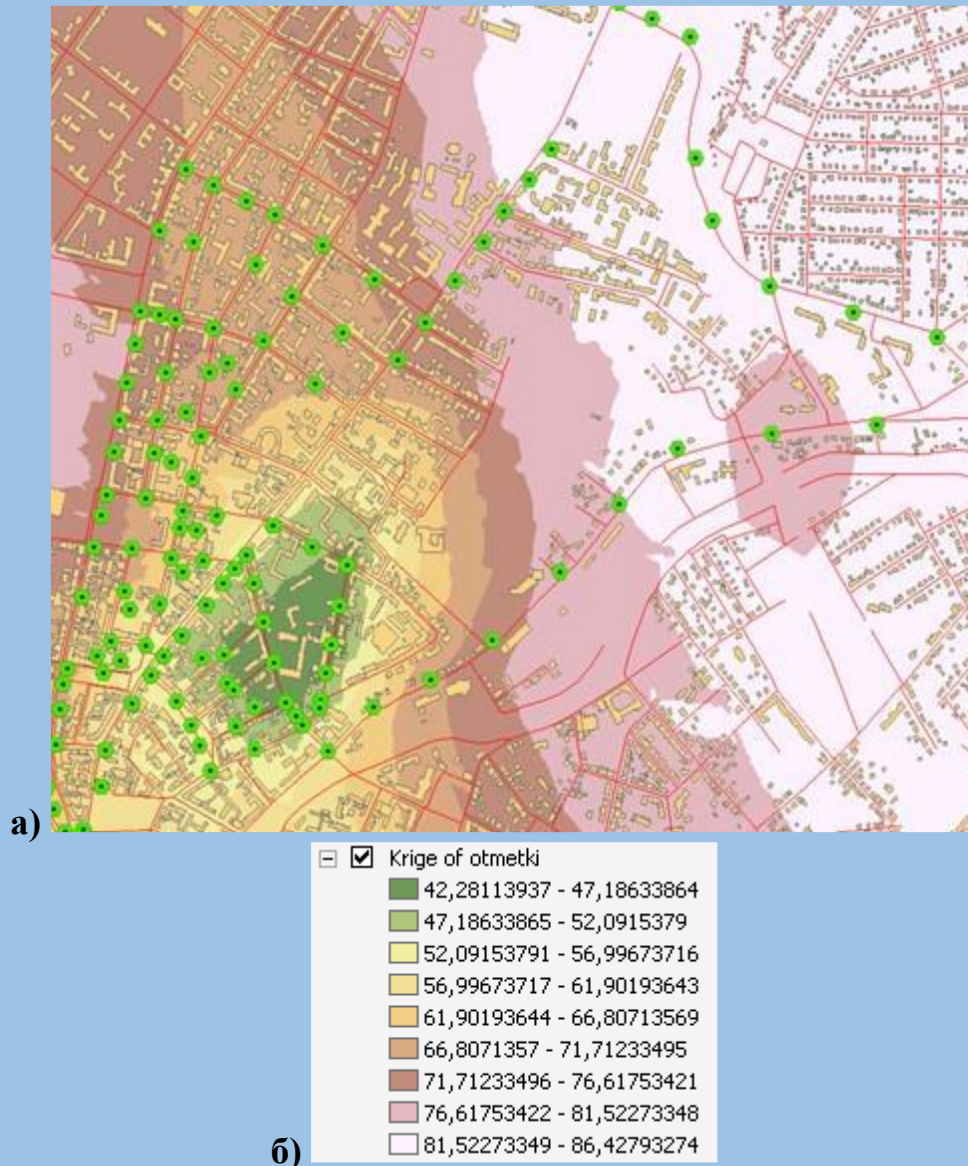 а)
Krige of otmetki
42,28113937 - 47,18633864
47,18633865 - 52,0915379
52,09153791 - 56,99673716
56,99673717 - 61,90193643
61,90193644 - 66,80713569
66,8071357 - 71,71233495
71,71233496 - 76,61753421
76,61753422 - 81,52273348
81,52273349 - 86,42793274
б)